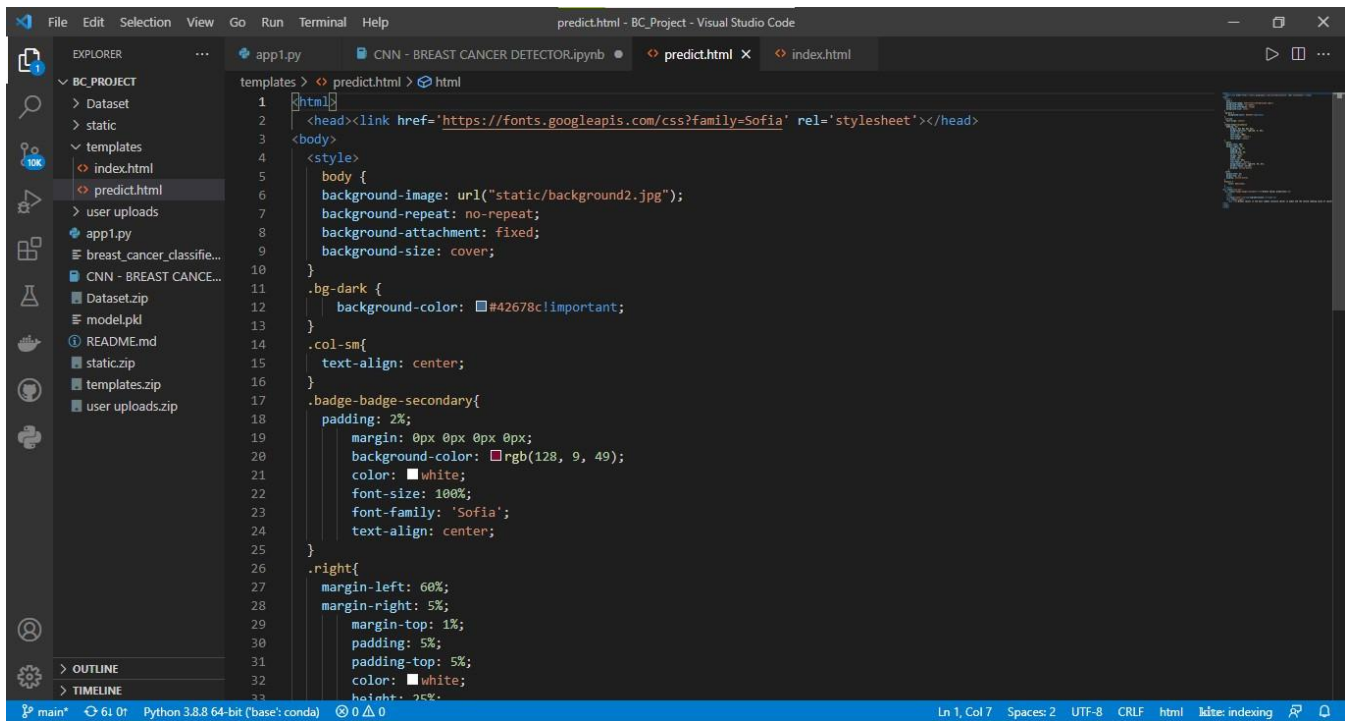 File Edit Selection View Go Run Terminal Help predict.html - BC_Project - Visual Studio Code
EXPLORER ...
app1.py CNN - BREAST CANCER DETECTOR.ipynb predict.html index.html
BC_PROJECT
Dataset
static
templates
index.html
predict.html
user uploads
app1.py
breast_cancer_classifie...
CNN - BREAST CANCE...
Dataset.zip
model.pkl
README.md
static.zip
templates.zip
user uploads.zip
OUTLINE
TIMELINE
1
10K
templates > predict.html > html
1 <html>
2 <head><link href='https://fonts.googleapis.com/css?family=Sofia' rel='stylesheet'></head>
3 <body>
4 <style>
5 body {
6 background-image: url("static/background2.jpg");
7 background-repeat: no-repeat;
8 background-attachment: fixed;
9 background-size: cover;
10 }
11 .bg-dark {
12 background-color: #42678c!important;
13 }
14 .col-sm{
15 text-align: center;
16 }
17 .badge-badge-secondary{
18 padding: 2%;
19 margin: 0px 0px 0px 0px;
20 background-color: rgb(128, 9, 49);
21 color: white;
22 font-size: 100%;
23 font-family: 'Sofia';
24 text-align: center;
25 }
26 .right{
27 margin-left: 60%;
28 margin-right: 5%;
29 margin-top: 1%;
30 padding: 5%;
31 padding-top: 5%;
32 color: white;
33 height: 25%;
main* 6↓ 0↑ Python 3.8.8 64-bit ('base': conda) 0 0 Ln 1, Col 7 Spaces: 2 UTF-8 CRLF html kite: indexing